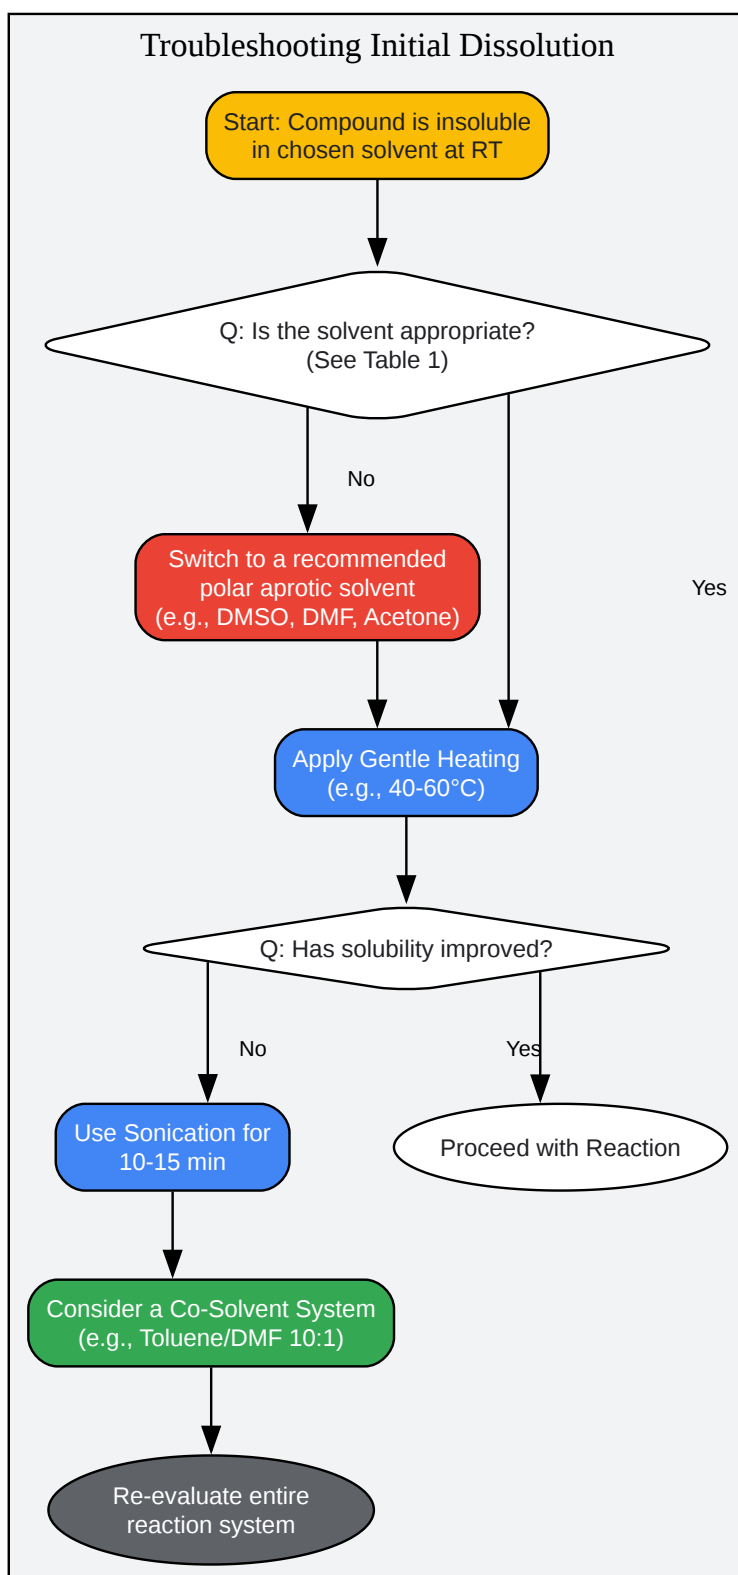 Troubleshooting Initial Dissolution
Start: Compound is insoluble
in chosen solvent at RT
Q: Is the solvent appropriate?
(See Table 1)
No
Switch to a recommended
polar aprotic solvent
(e.g., DMSO, DMF, Acetone)
Yes
Apply Gentle Heating
(e.g., 40-60°C)
Q: Has solubility improved?
No
Yes
Use Sonication for
10-15 min
Proceed with Reaction
Consider a Co-Solvent System
(e.g., Toluene/DMF 10:1)
Re-evaluate entire
reaction system